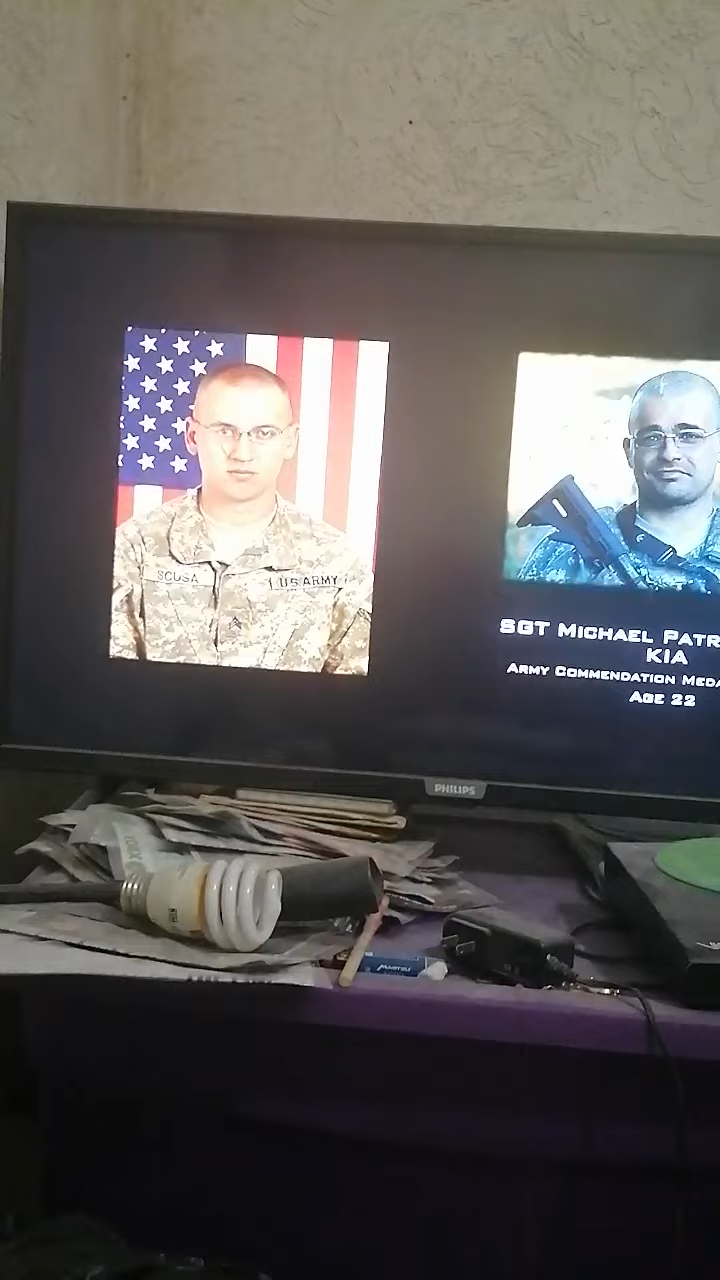 SCUSA
U.S. ARMY
SGT MICHAEL PATR
KIA
ARMY COMMENDATION MEDA
AGE 22
PHILIPS